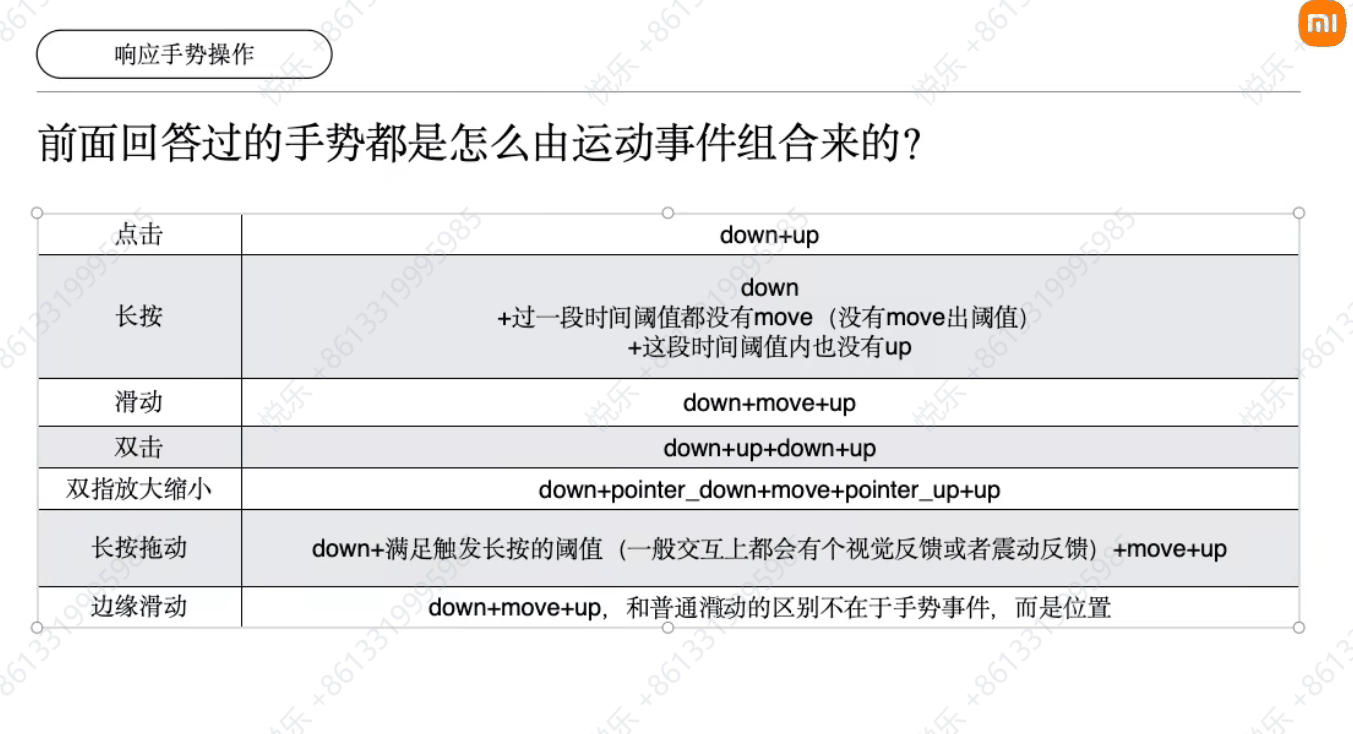 响应手势操作
mi
前面回答过的手势都是怎么由运动事件组合来的?
点击
down+up
长按
down
+过一段时间阈值都没有move（没有move出阈值）
+这段时间阈值内也没有up
滑动
down+move+up
双击
down+up+down+up
双指放大缩小
down+pointer_down+move+pointer_up+up
长按拖动
down+满足触发长按的阈值（一般交互上都会有个视觉反馈或者震动反馈）+move+up
边缘滑动
down+move+up，和普通滑动的区别不在于手势事件，而是位置
悦乐 +8613319995985